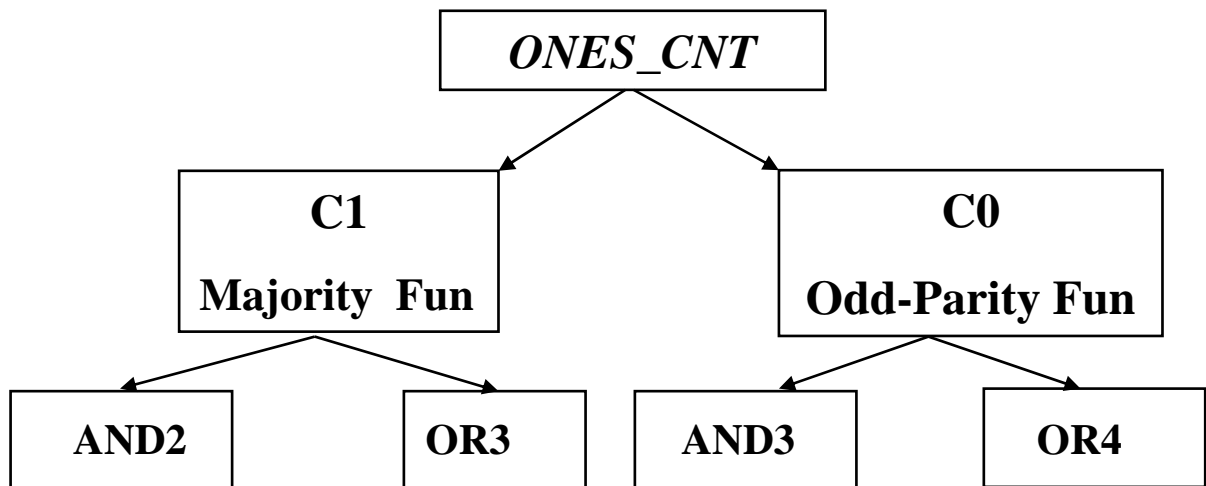 ONES_CNT
C1
Majority Fun
C0
Odd-Parity Fun
AND2
OR3
AND3
OR4